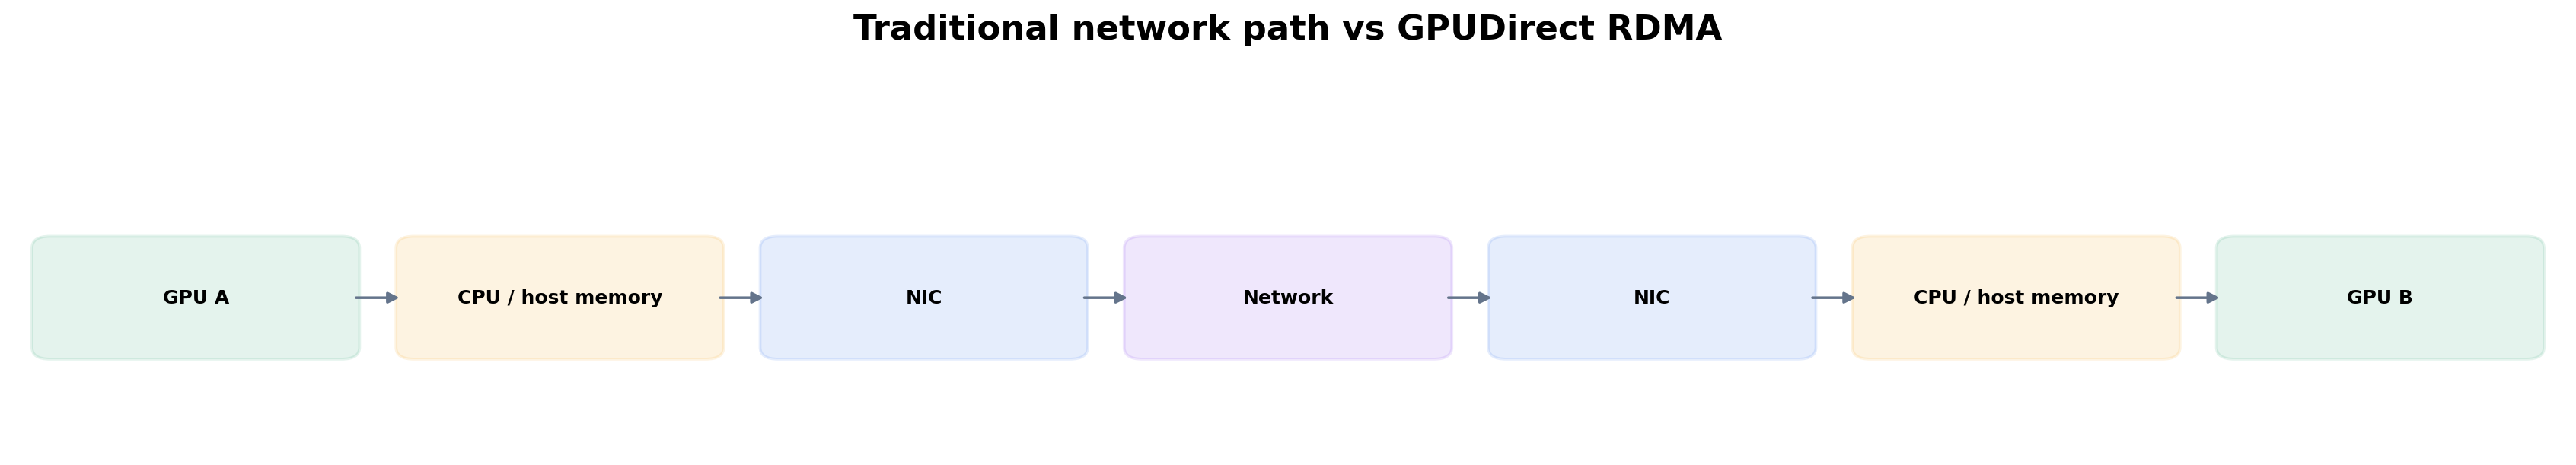 Traditional network path vs GPUDirect RDMA
GPU A
CPU / host memory
NIC
Network
NIC
CPU / host memory
GPU B